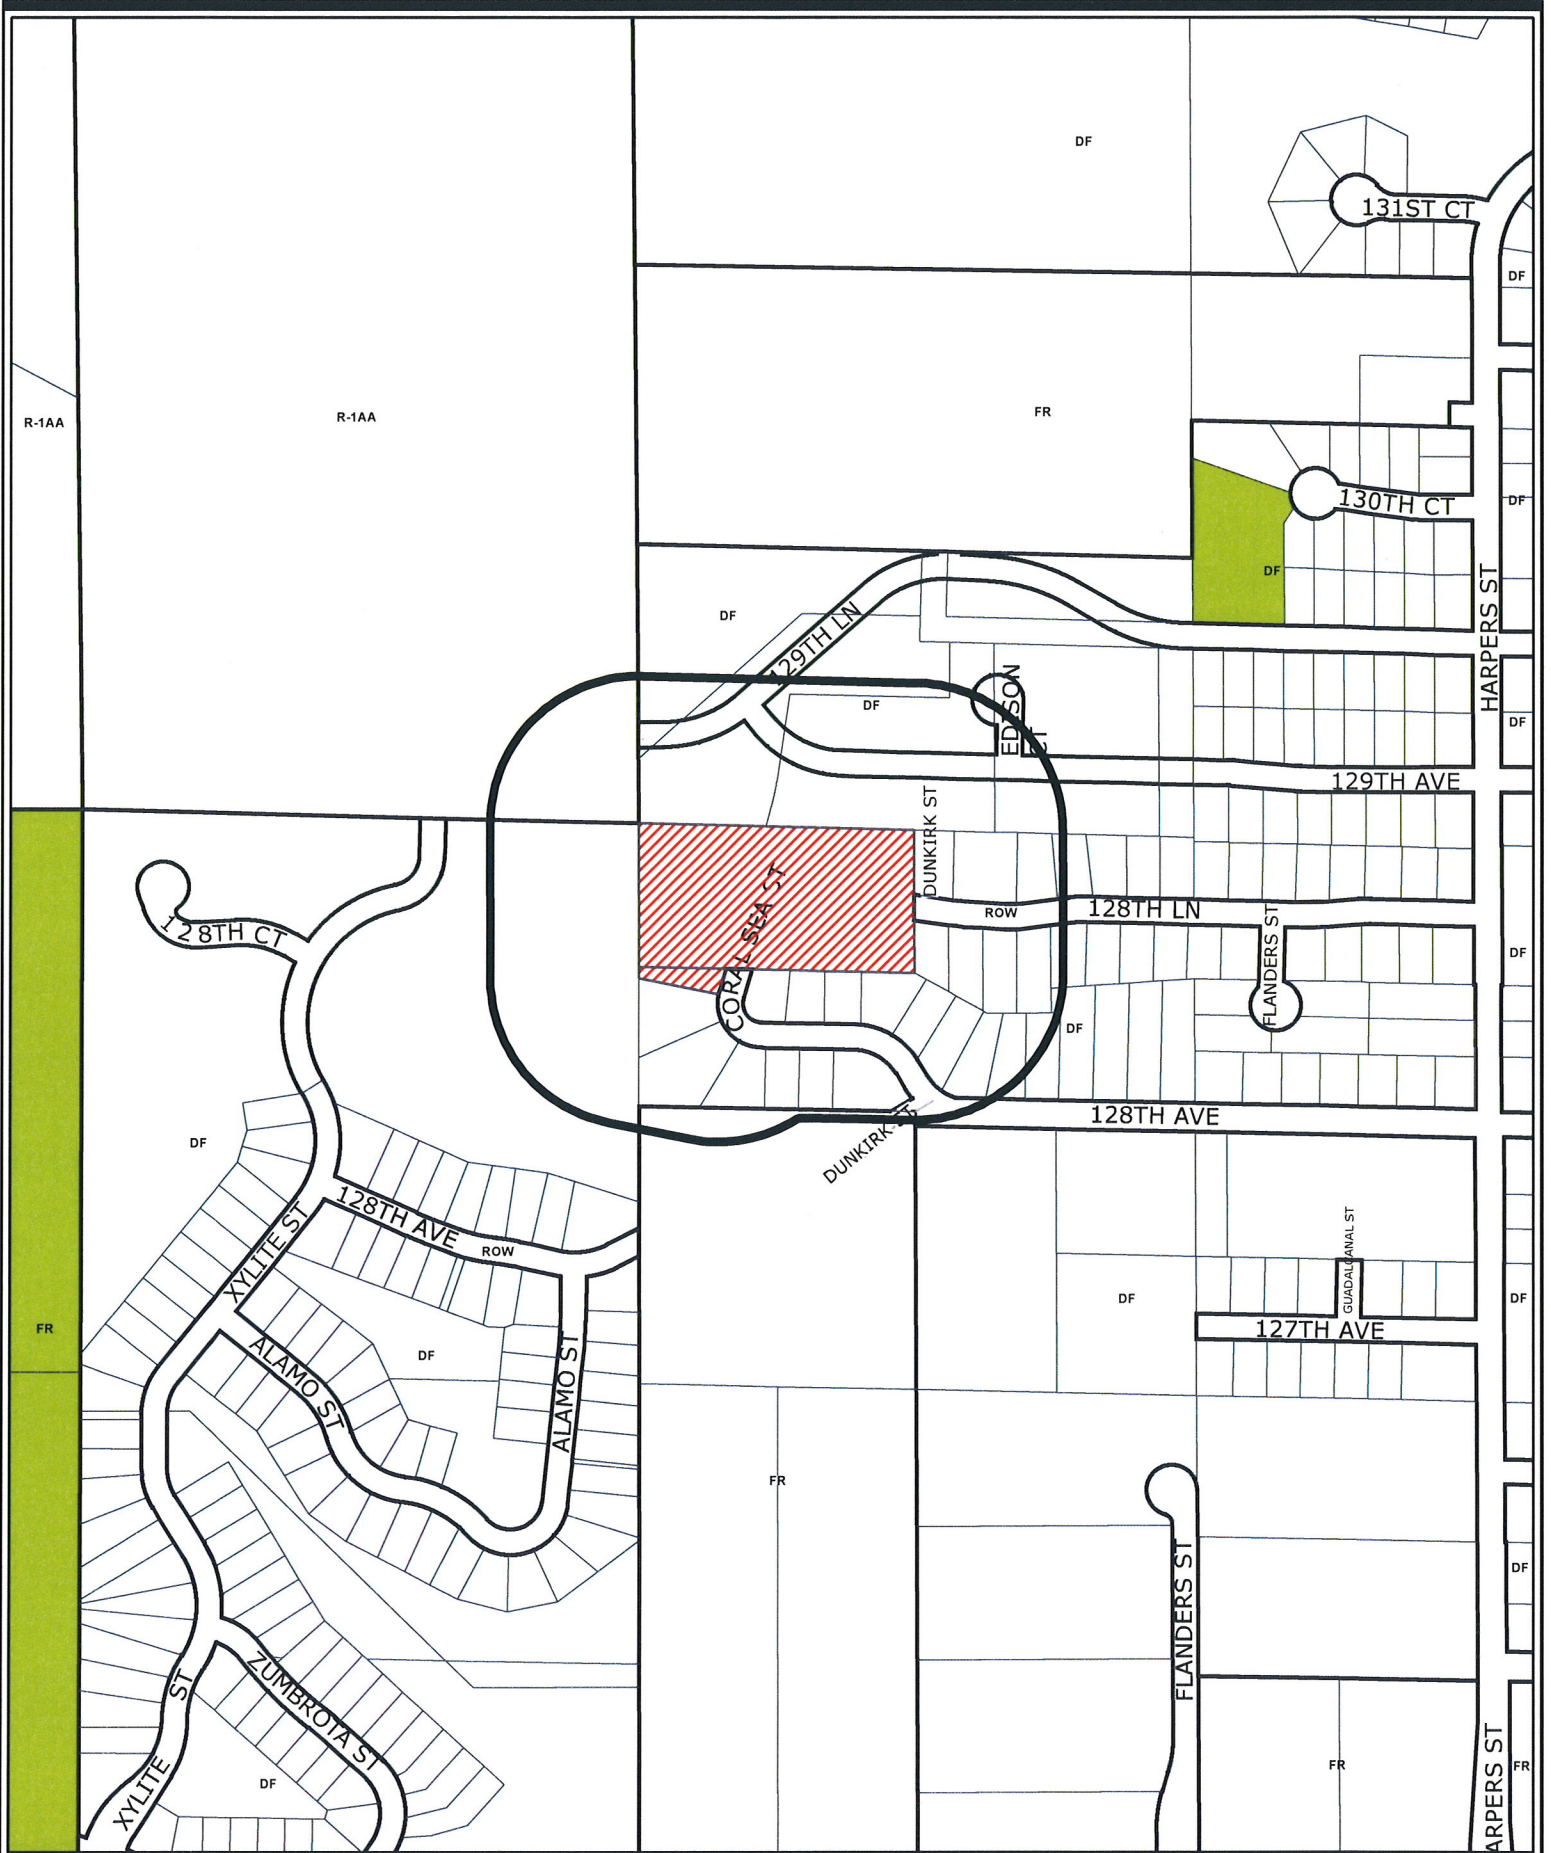 DF
131ST CT
DF
R-1AA
R-1AA
FR
130TH CT
DF
DF
HARPERS ST
DF
129TH LN
EDISON
CT
DF
DF
129TH AVE
DUNKIRK ST
CORAL SEA ST
ROW
128TH LN
FLANDERS ST
128TH CT
DF
DF
128TH AVE
DUNKIRK ST
DF
128TH AVE
ROW
XYLITE ST
GUADALCANAL ST
DF
DF
127TH AVE
FR
ALAMO ST
DF
ALAMO ST
FR
FLANDERS ST
DF
ZUMBROTA ST
XYLITE ST
DF
FR
FR
ARPERS ST